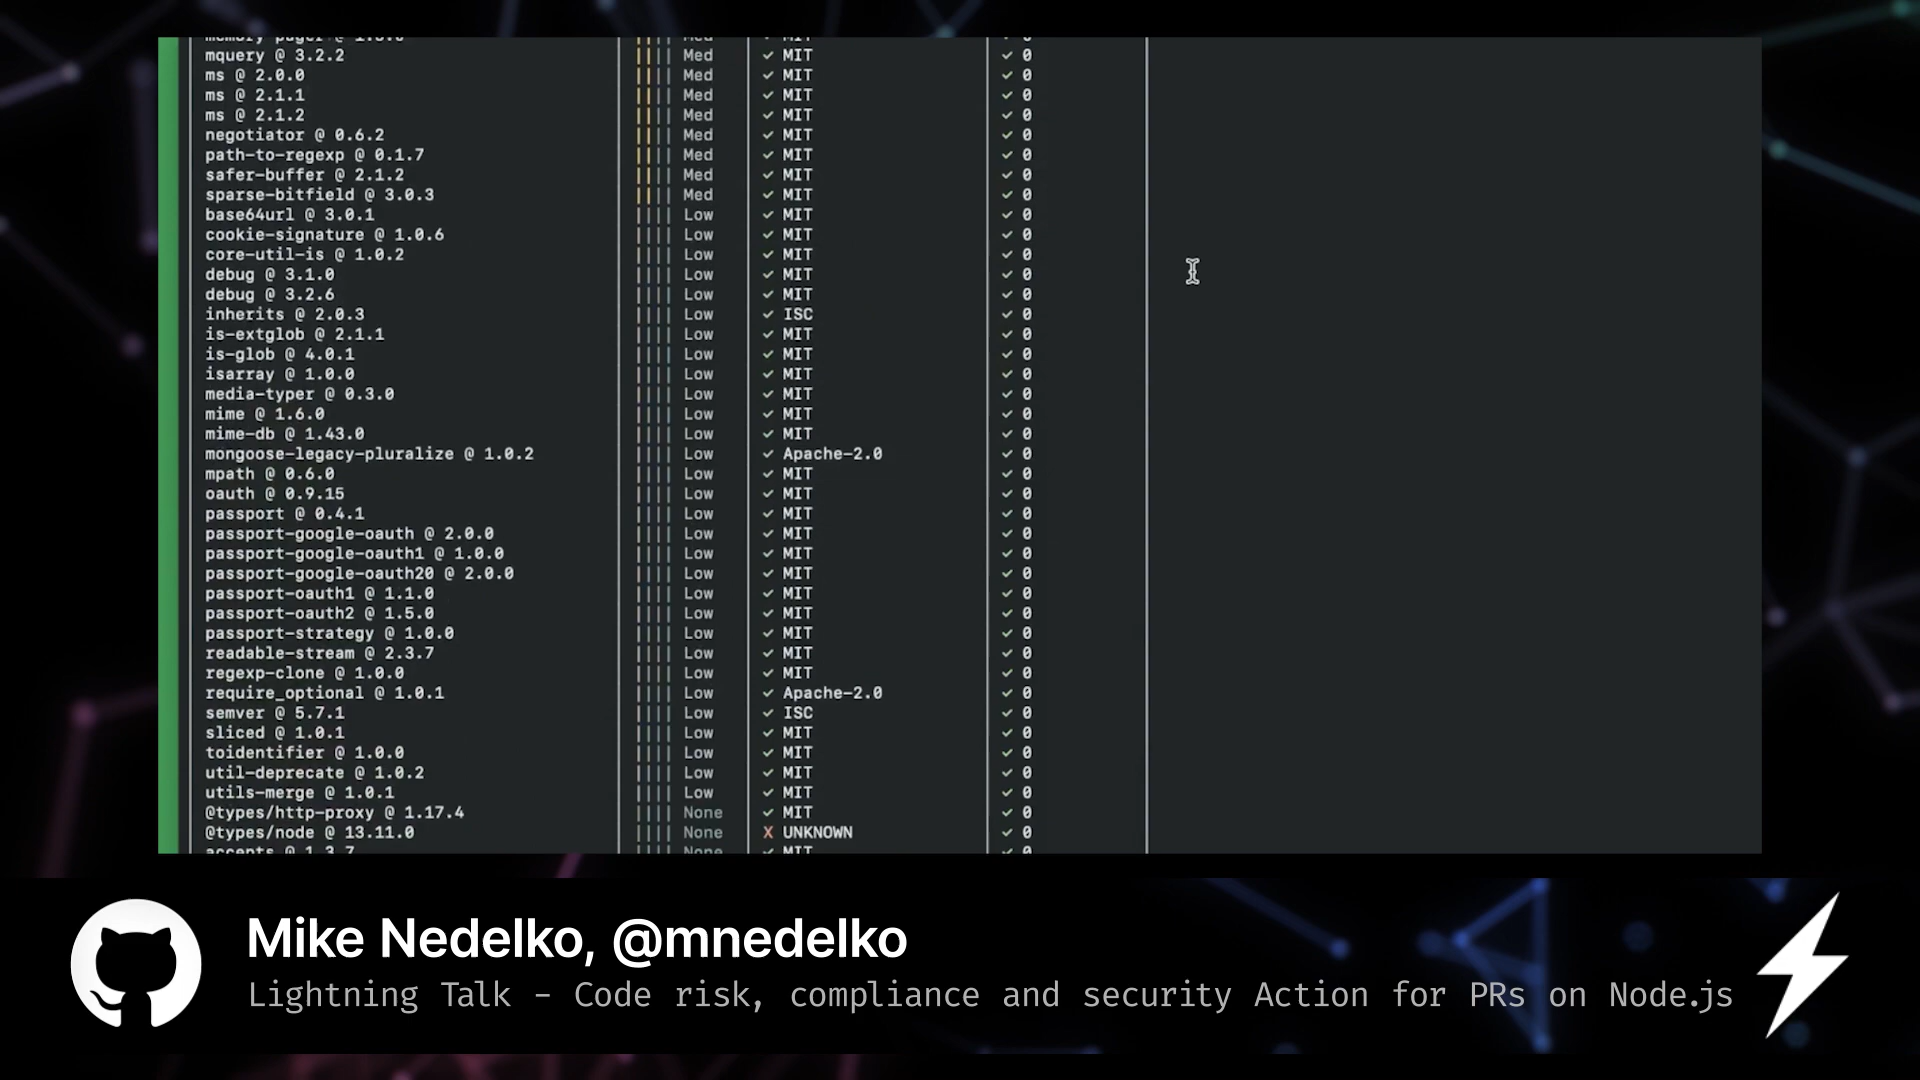 memory-pager @ 1.5.0 Med ✓ MIT ✓ 0
mquery @ 3.2.2 |||| Med ✓ MIT ✓ 0
ms @ 2.0.0 |||| Med ✓ MIT ✓ 0
ms @ 2.1.1 |||| Med ✓ MIT ✓ 0
ms @ 2.1.2 |||| Med ✓ MIT ✓ 0
negotiator @ 0.6.2 |||| Med ✓ MIT ✓ 0
path-to-regexp @ 0.1.7 |||| Med ✓ MIT ✓ 0
safer-buffer @ 2.1.2 |||| Med ✓ MIT ✓ 0
sparse-bitfield @ 3.0.3 |||| Med ✓ MIT ✓ 0
base64url @ 3.0.1 |||| Low ✓ MIT ✓ 0
cookie-signature @ 1.0.6 |||| Low ✓ MIT ✓ 0
core-util-is @ 1.0.2 |||| Low ✓ MIT ✓ 0
debug @ 3.1.0 |||| Low ✓ MIT ✓ 0
debug @ 3.2.6 |||| Low ✓ MIT ✓ 0
inherits @ 2.0.3 |||| Low ✓ ISC ✓ 0
is-extglob @ 2.1.1 |||| Low ✓ MIT ✓ 0
is-glob @ 4.0.1 |||| Low ✓ MIT ✓ 0
isarray @ 1.0.0 |||| Low ✓ MIT ✓ 0
media-typer @ 0.3.0 |||| Low ✓ MIT ✓ 0
mime @ 1.6.0 |||| Low ✓ MIT ✓ 0
mime-db @ 1.43.0 |||| Low ✓ MIT ✓ 0
mongoose-legacy-pluralize @ 1.0.2 |||| Low ✓ Apache-2.0 ✓ 0
mpath @ 0.6.0 |||| Low ✓ MIT ✓ 0
oauth @ 0.9.15 |||| Low ✓ MIT ✓ 0
passport @ 0.4.1 |||| Low ✓ MIT ✓ 0
passport-google-oauth @ 2.0.0 |||| Low ✓ MIT ✓ 0
passport-google-oauth1 @ 1.0.0 |||| Low ✓ MIT ✓ 0
passport-google-oauth20 @ 2.0.0 |||| Low ✓ MIT ✓ 0
passport-oauth1 @ 1.1.0 |||| Low ✓ MIT ✓ 0
passport-oauth2 @ 1.5.0 |||| Low ✓ MIT ✓ 0
passport-strategy @ 1.0.0 |||| Low ✓ MIT ✓ 0
readable-stream @ 2.3.7 |||| Low ✓ MIT ✓ 0
regexp-clone @ 1.0.0 |||| Low ✓ MIT ✓ 0
require_optional @ 1.0.1 |||| Low ✓ Apache-2.0 ✓ 0
semver @ 5.7.1 |||| Low ✓ ISC ✓ 0
sliced @ 1.0.1 |||| Low ✓ MIT ✓ 0
toidentifier @ 1.0.0 |||| Low ✓ MIT ✓ 0
util-deprecate @ 1.0.2 |||| Low ✓ MIT ✓ 0
utils-merge @ 1.0.1 |||| Low ✓ MIT ✓ 0
@types/http-proxy @ 1.17.4 |||| None ✓ MIT ✓ 0
@types/node @ 13.11.0 |||| None X UNKNOWN ✓ 0
accepts @ 1.3.7 |||| None ✓ MIT ✓ 0
Mike Nedelko, @mnedelko
Lightning Talk - Code risk, compliance and security Action for PRs on Node.js